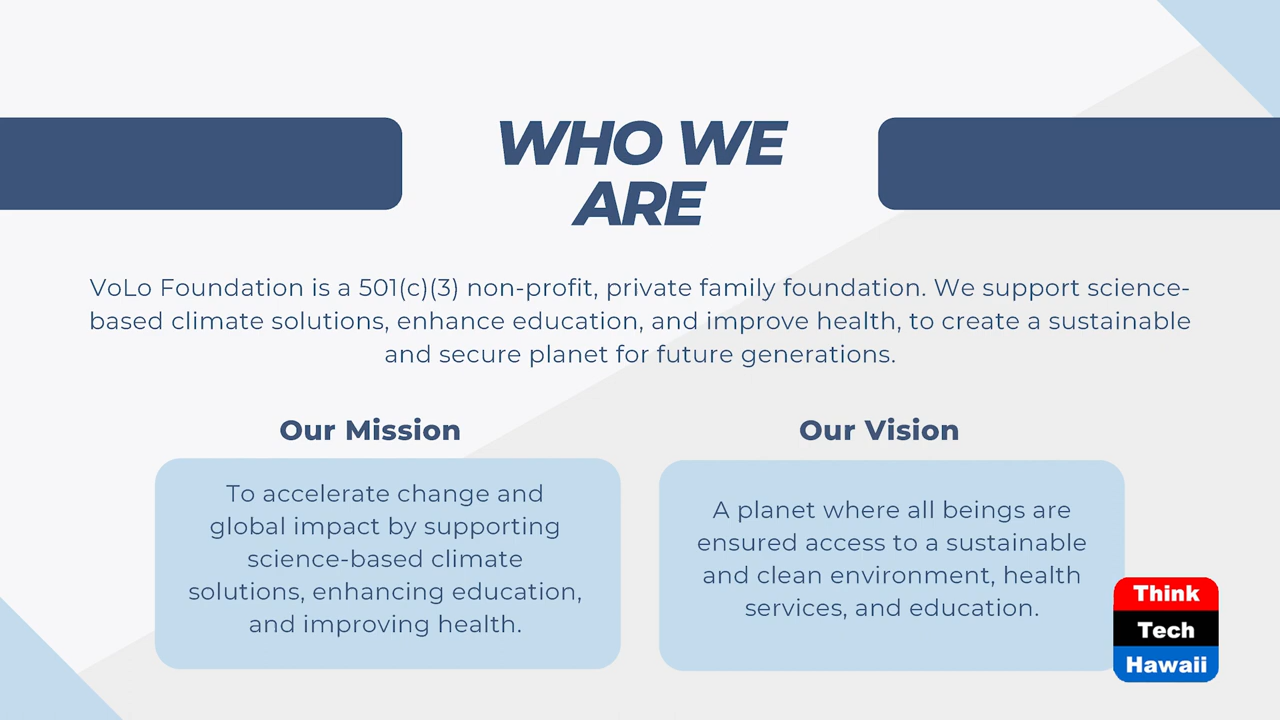 WHO WE
ARE
VoLo Foundation is a 501(c)(3) non-profit, private family foundation. We support science-
based climate solutions, enhance education, and improve health, to create a sustainable
and secure planet for future generations.
Our Mission
To accelerate change and
global impact by supporting
science-based climate
solutions, enhancing education,
and improving health.
Our Vision
A planet where all beings are
ensured access to a sustainable
and clean environment, health
services, and education.
Think
Tech
Hawaii